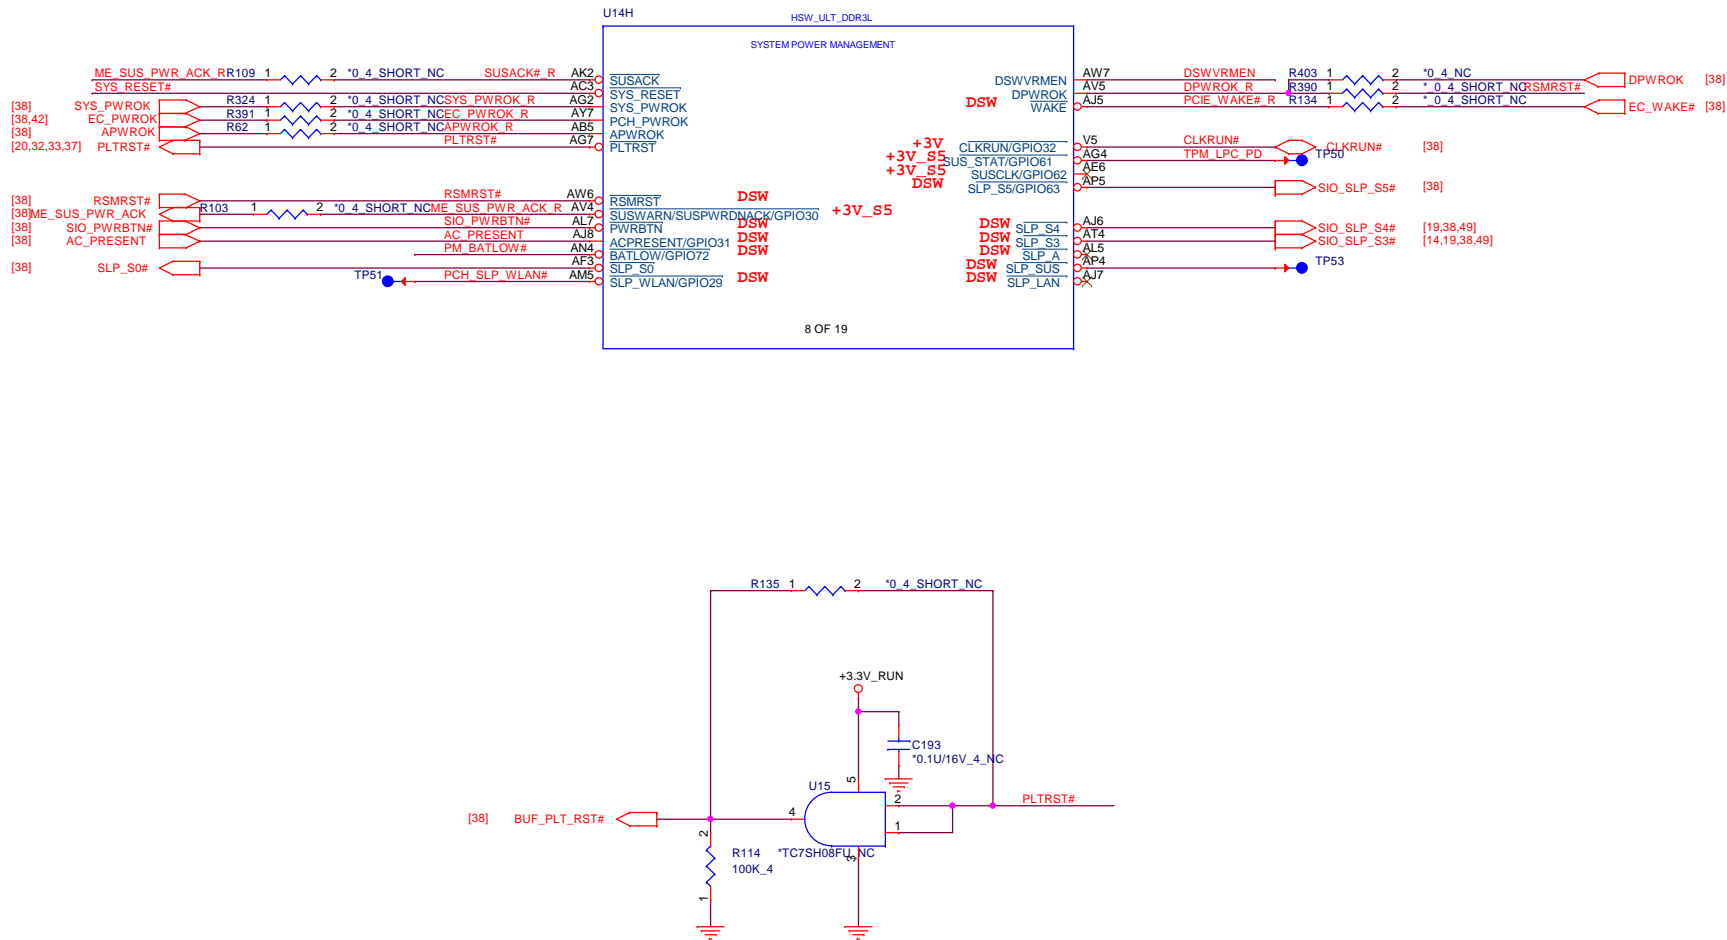 U14H
HSW_ULT_DDR3L
SYSTEM POWER MANAGEMENT
ME_SUS_PWR_ACK_R R109 1 2 *0_4_SHORT_NC SUSACK#_R AK2 SUSACK
SYS_RESET# AC3 SYS_RESET
[38] SYS_PWROK R324 1 2 *0_4_SHORT_NC SYS_PWROK_R AG2 SYS_PWROK
[38,42] EC_PWROK R391 1 2 *0_4_SHORT_NC EC_PWROK_R AY7 PCH_PWROK
[38] APWROK R62 1 2 *0_4_SHORT_NC APWROK_R AB5 APWROK
[20,32,33,37] PLTRST# PLTRST# AG7 PLTRST
DSWVRMEN AW7 DSWVRMEN R403 1 2 *0_4_NC DPWROK [38]
DPWROK AV5 DPWROK_R R390 1 2 *_0_4_SHORT_NC RSMRST#
DSW WAKE AJ5 PCIE_WAKE#_R R134 1 2 *_0_4_SHORT_NC EC_WAKE# [38]
+3V CLKRUN/GPIO32 V5 CLKRUN# CLKRUN# [38]
+3V_S5 SUS_STAT/GPIO61 AG4 TPM_LPC_PD TP50
+3V_S5 SUSCLK/GPIO62 AE6
DSW SLP_S5/GPIO63 AP5 SIO_SLP_S5# [38]
[38] RSMRST# RSMRST# AW6 RSMRST DSW
[38] ME_SUS_PWR_ACK R103 1 2 *0_4_SHORT_NC ME_SUS_PWR_ACK_R AV4 SUSWARN/SUSPWRDNACK/GPIO30 +3V_S5
[38] SIO_PWRBTN# SIO_PWRBTN# AL7 PWRBTN DSW
[38] AC_PRESENT AC_PRESENT AJ8 ACPRESENT/GPIO31 DSW
PM_BATLOW# AN4 BATLOW/GPIO72 DSW
[38] SLP_S0# AF3 SLP_S0
TP51 PCH_SLP_WLAN# AM5 SLP_WLAN/GPIO29 DSW
DSW SLP_S4 AJ6 SIO_SLP_S4# [19,38,49]
DSW SLP_S3 AT4 SIO_SLP_S3# [14,19,38,49]
DSW SLP_A AL5
DSW SLP_SUS AP4 TP53
DSW SLP_LAN AJ7
8 OF 19
R135 1 2 *0_4_SHORT_NC
+3.3V_RUN
C193
*0.1U/16V_4_NC
U15
5
2 PLTRST#
[38] BUF_PLT_RST# 4
1
2
R114 *TC7SH08FU_NC
3
100K_4
1